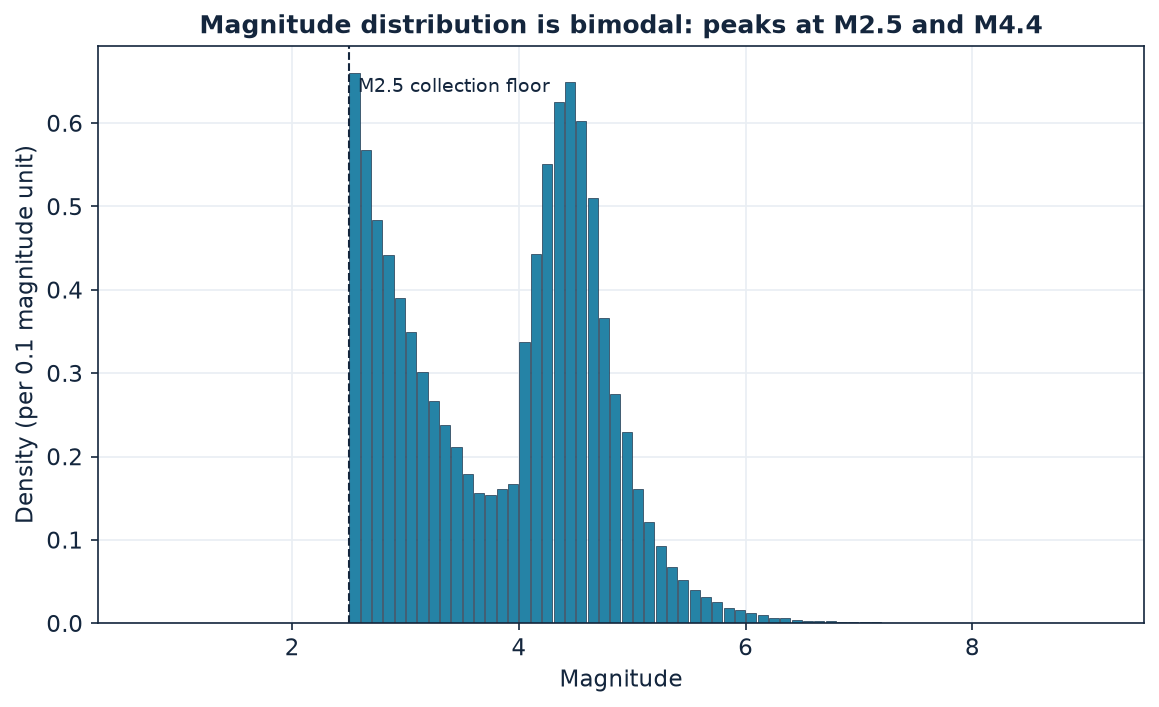 Magnitude distribution is bimodal: peaks at M2.5 and M4.4
M2.5 collection floor
Density (per 0.1 magnitude unit)
0.6
0.5
0.4
0.3
0.2
0.1
0.0
2 4 6 8
Magnitude